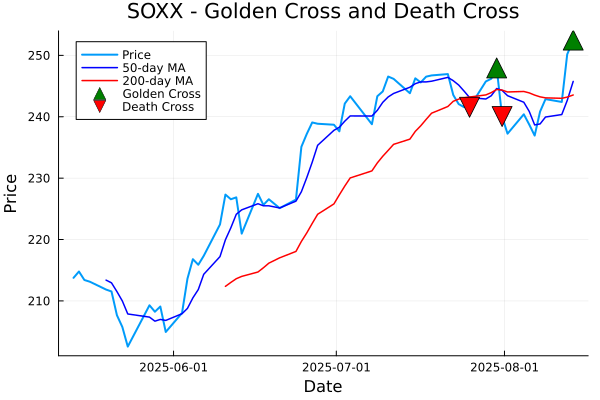 SOXX - Golden Cross and Death Cross
Price
50-day MA
200-day MA
Golden Cross
Death Cross
250
240
230
220
210
Price
2025-06-01
2025-07-01
2025-08-01
Date